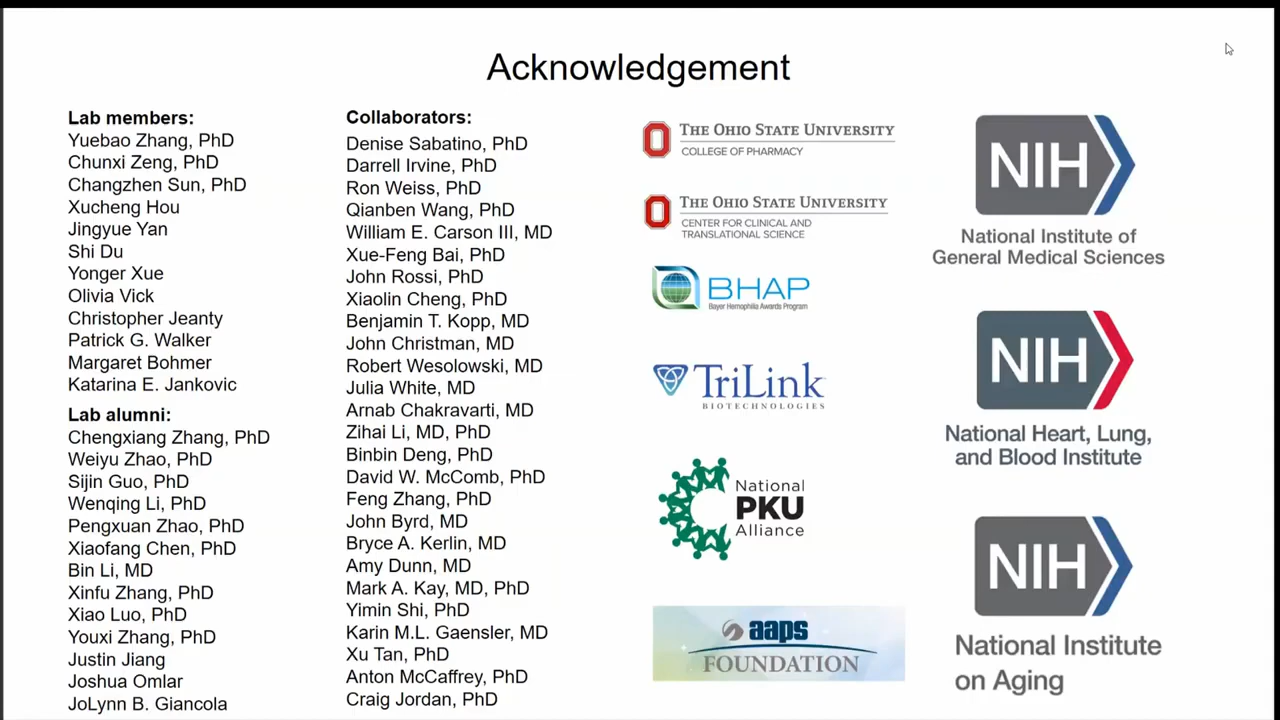 Acknowledgement
Lab members:
Yuebao Zhang, PhD
Chunxi Zeng, PhD
Changzhen Sun, PhD
Xucheng Hou
Jingyue Yan
Shi Du
Yonger Xue
Olivia Vick
Christopher Jeanty
Patrick G. Walker
Margaret Bohmer
Katarina E. Jankovic
Lab alumni:
Chengxiang Zhang, PhD
Weiyu Zhao, PhD
Sijin Guo, PhD
Wenqing Li, PhD
Pengxuan Zhao, PhD
Xiaofang Chen, PhD
Bin Li, MD
Xinfu Zhang, PhD
Xiao Luo, PhD
Youxi Zhang, PhD
Justin Jiang
Joshua Omlar
JoLynn B. Giancola
Collaborators:
Denise Sabatino, PhD
Darrell Irvine, PhD
Ron Weiss, PhD
Qianben Wang, PhD
William E. Carson III, MD
Xue-Feng Bai, PhD
John Rossi, PhD
Xiaolin Cheng, PhD
Benjamin T. Kopp, MD
John Christman, MD
Robert Wesolowski, MD
Julia White, MD
Arnab Chakravarti, MD
Zihai Li, MD, PhD
Binbin Deng, PhD
David W. McComb, PhD
Feng Zhang, PhD
John Byrd, MD
Bryce A. Kerlin, MD
Amy Dunn, MD
Mark A. Kay, MD, PhD
Yimin Shi, PhD
Karin M.L. Gaensler, MD
Xu Tan, PhD
Anton McCaffrey, PhD
Craig Jordan, PhD
THE OHIO STATE UNIVERSITY
COLLEGE OF PHARMACY
THE OHIO STATE UNIVERSITY
CENTER FOR CLINICAL AND
TRANSLATIONAL SCIENCE
BHAP
Bayer Hemophilia Awards Program
TriLink
BIOTECHNOLOGIES
National
PKU
Alliance
aaps
FOUNDATION
NIH
National Institute of
General Medical Sciences
NIH
National Heart, Lung,
and Blood Institute
NIH
National Institute
on Aging